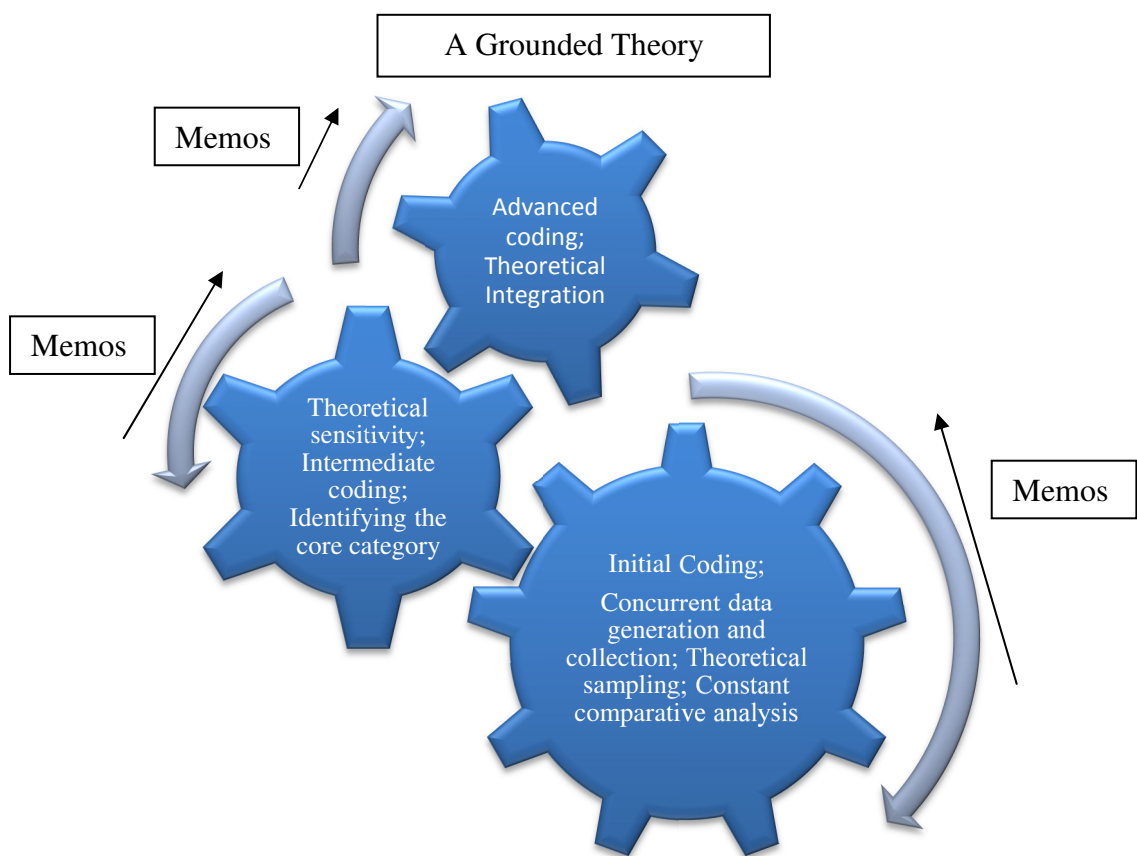 A Grounded Theory
Memos
Advanced
coding;
Theoretical
Integration
Memos
Theoretical
sensitivity;
Intermediate
coding;
Identifying the
core category
Memos
Initial Coding;
Concurrent data
generation and
collection; Theoretical
sampling; Constant
comparative analysis